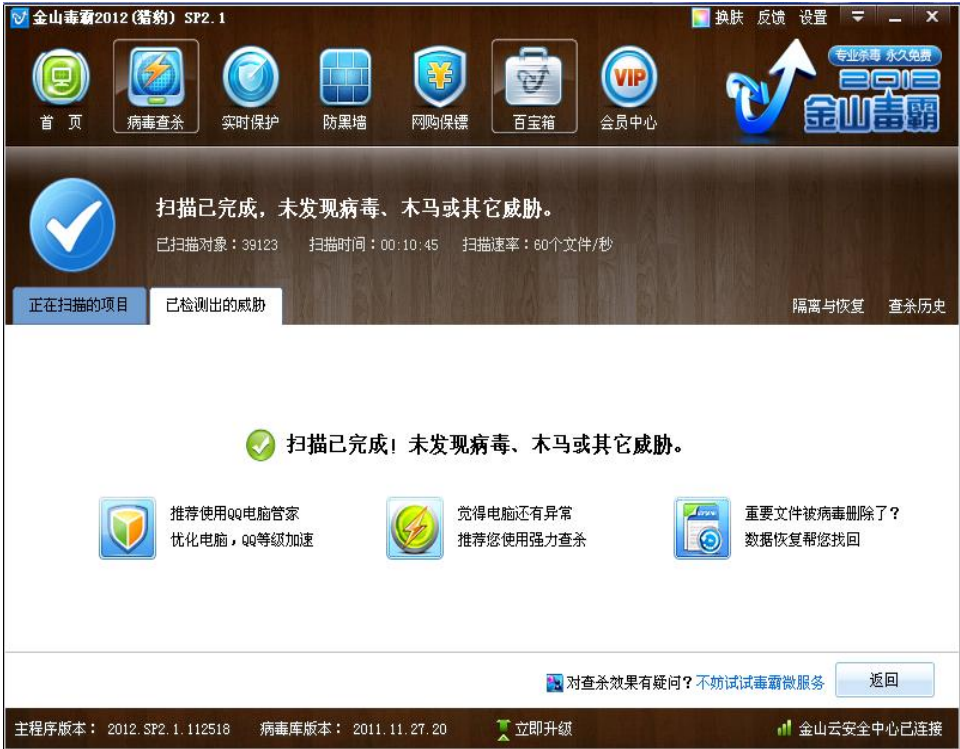 金山毒霸2012(猎豹) SP2.1
换肤 反馈 设置
首 页
病毒查杀
实时保护
防黑墙
网购保镖
百宝箱
VIP
会员中心
专业杀毒 永久免费
2012
金山毒霸
扫描已完成，未发现病毒、木马或其它威胁。
已扫描对象：39123 扫描时间：00:10:45 扫描速率：60个文件/秒
正在扫描的项目
已检测出的威胁
隔离与恢复 查杀历史
扫描已完成！未发现病毒、木马或其它威胁。
推荐使用QQ电脑管家
优化电脑，QQ等级加速
觉得电脑还有异常
推荐您使用强力查杀
重要文件被病毒删除了？
数据恢复帮您找回
对查杀效果有疑问？不妨试试毒霸微服务
返回
主程序版本： 2012.SP2.1.112518 病毒库版本： 2011.11.27.20 立即升级 金山云安全中心已连接